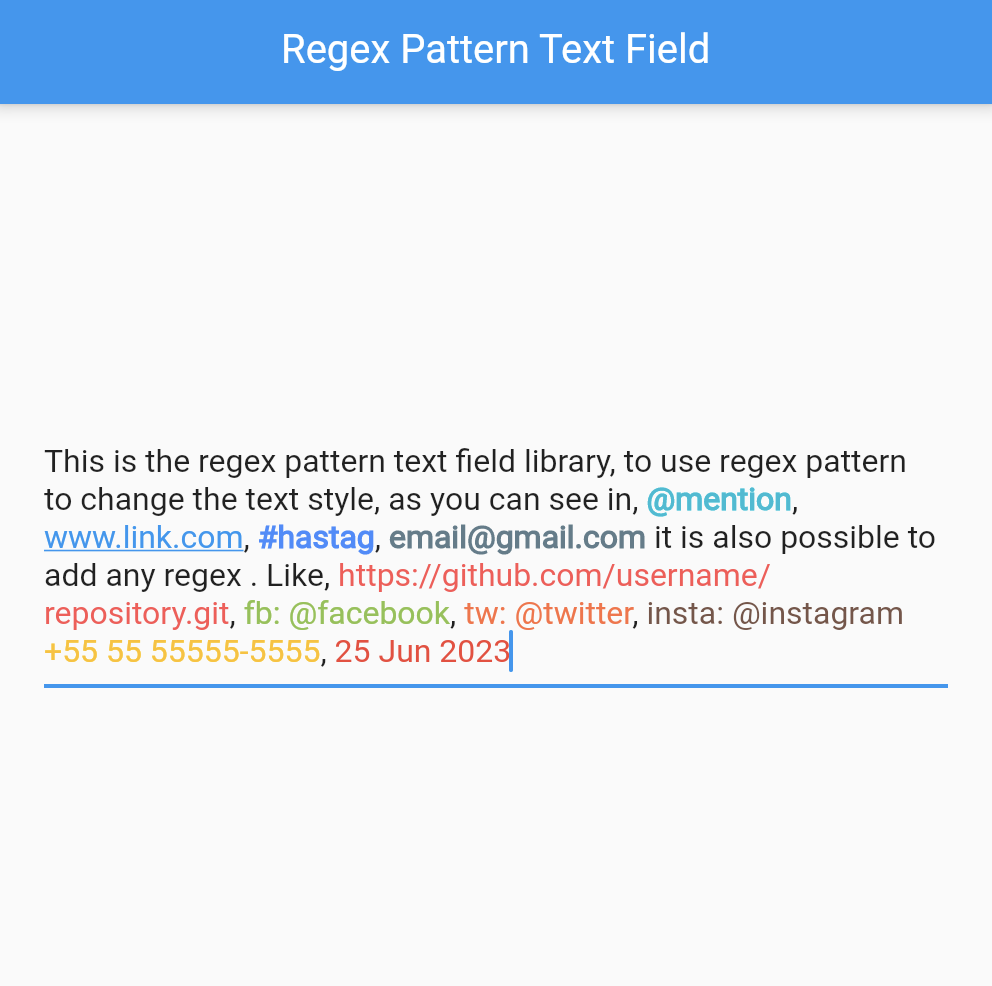 Regex Pattern Text Field
This is the regex pattern text field library, to use regex pattern
to change the text style, as you can see in, @mention,
www.link.com, #hastag, email@gmail.com it is also possible to
add any regex . Like, https://github.com/username/
repository.git, fb: @facebook, tw: @twitter, insta: @instagram
+55 55 55555-5555, 25 Jun 2023